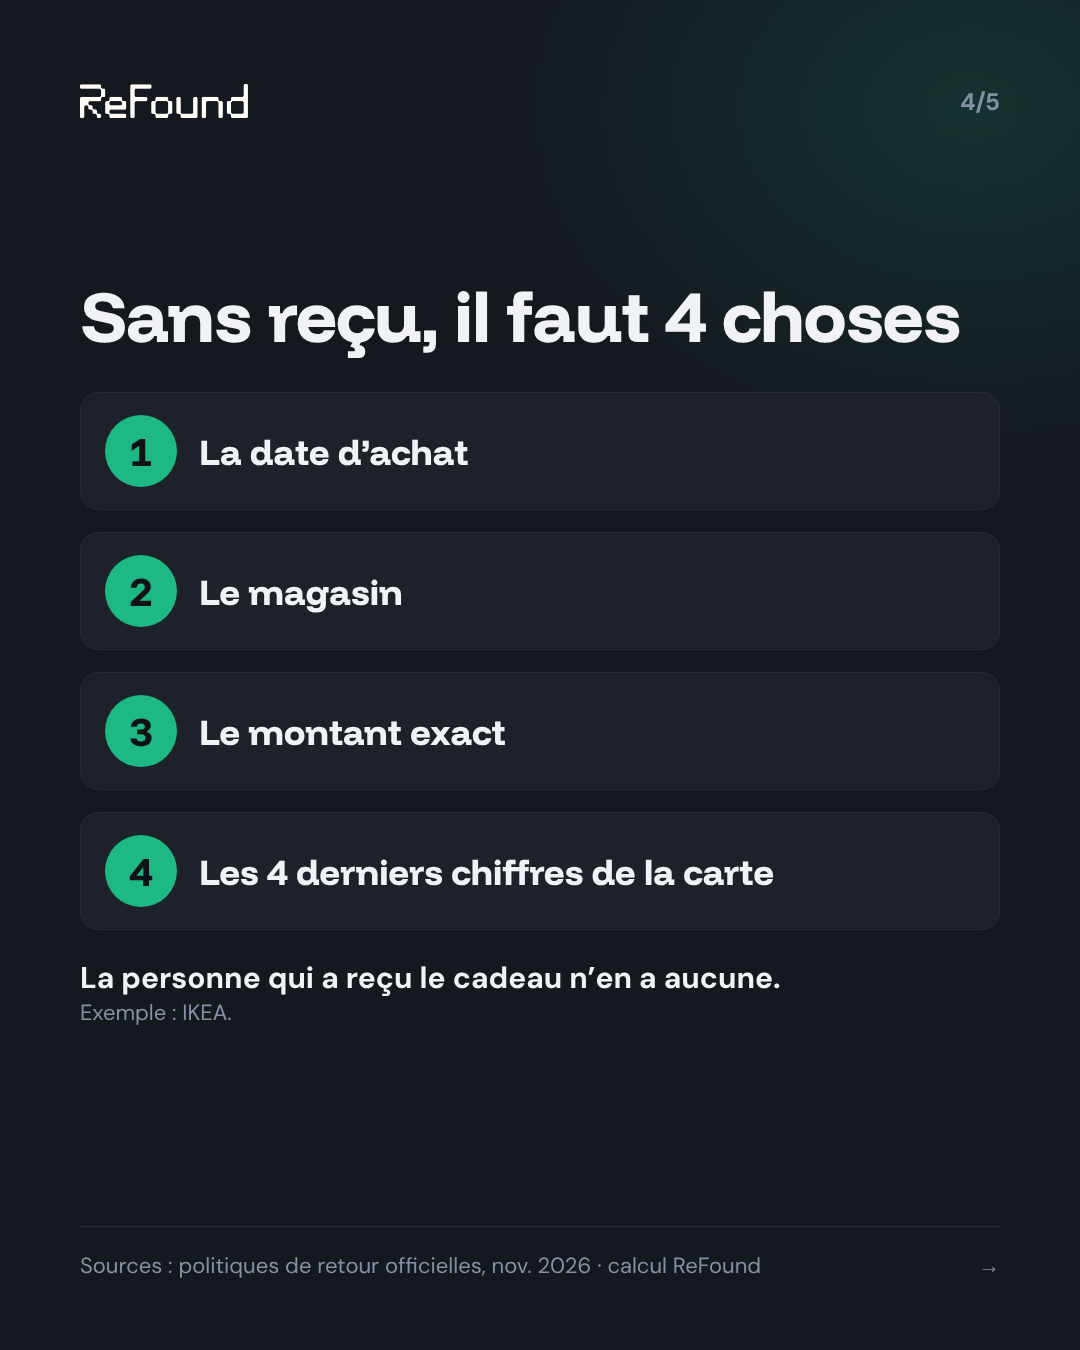 ReFound
4/5
Sans reçu, il faut 4 choses
1 La date d’achat
2 Le magasin
3 Le montant exact
4 Les 4 derniers chiffres de la carte
La personne qui a reçu le cadeau n’en a aucune.
Exemple : IKEA.
Sources : politiques de retour officielles, nov. 2026 · calcul ReFound →